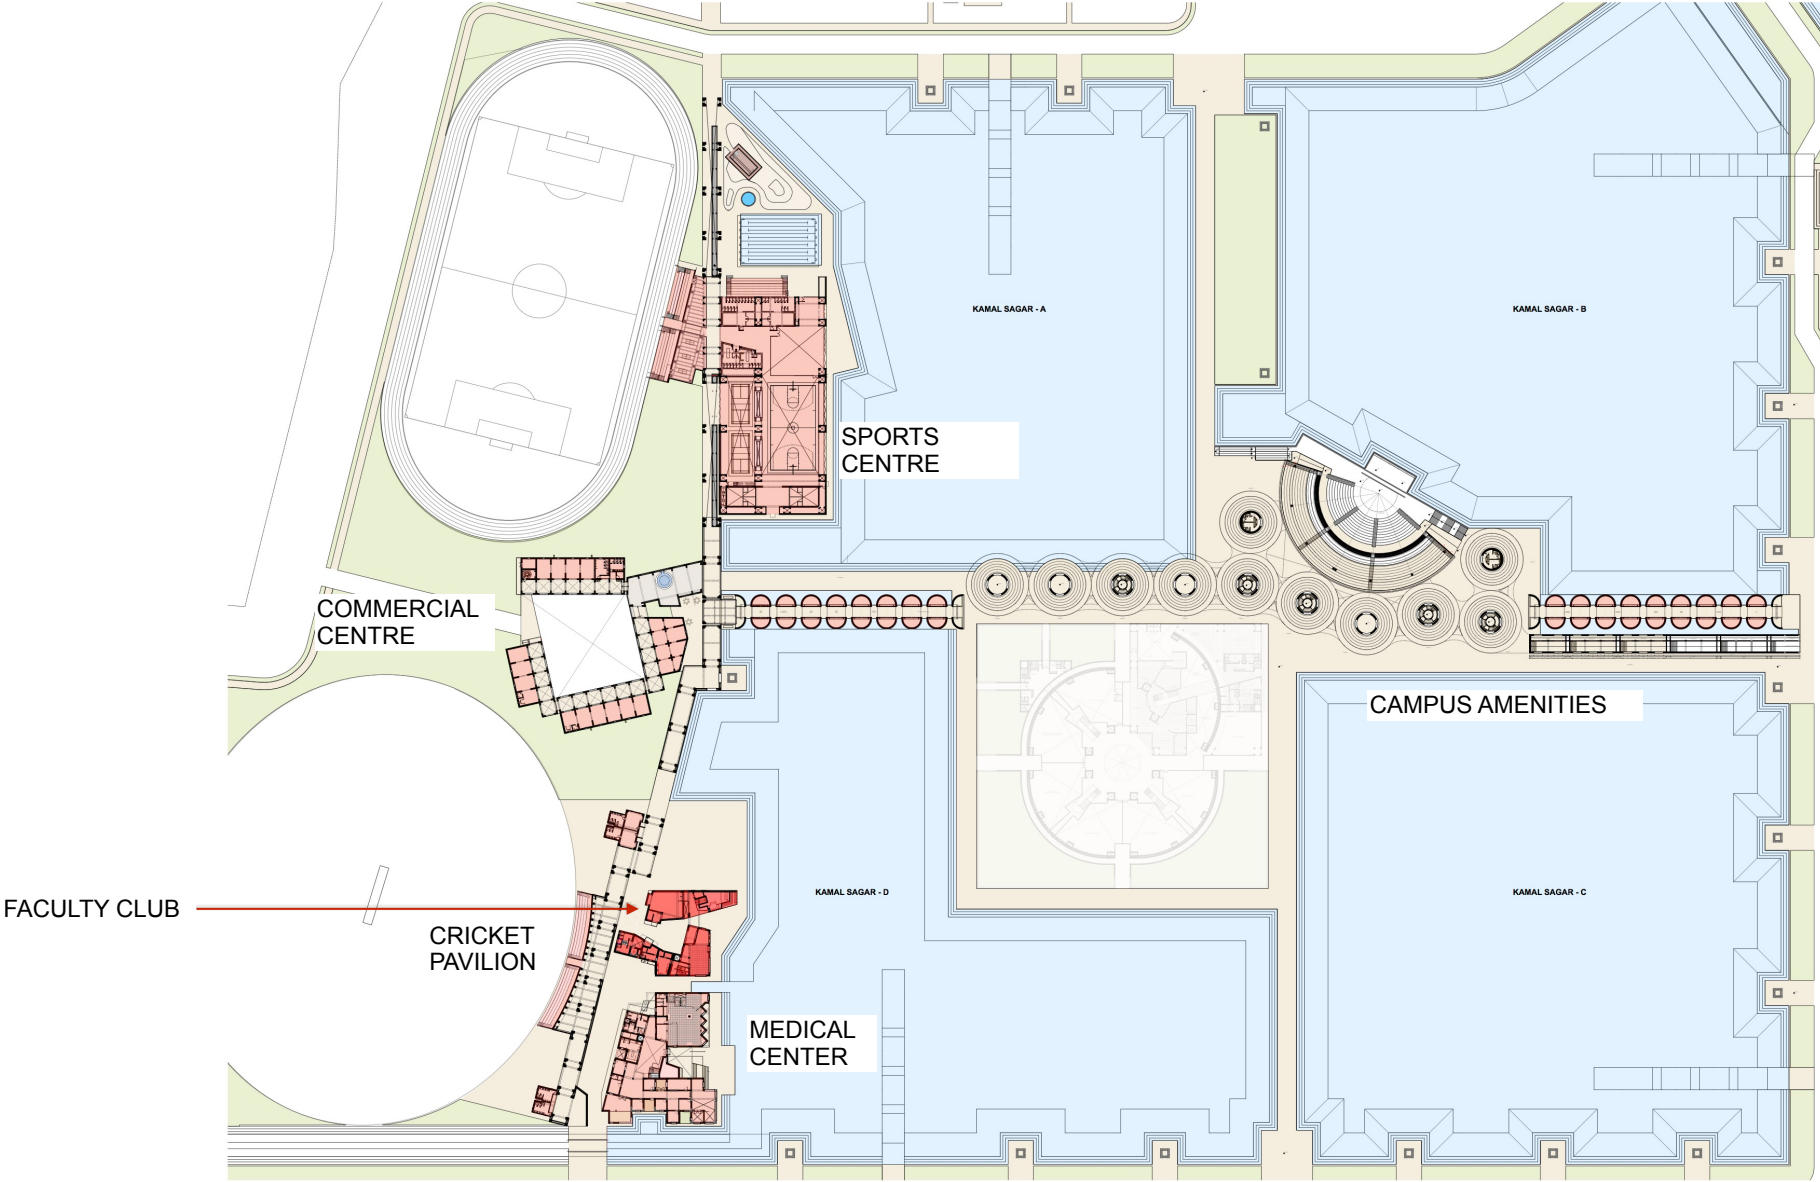 KAMAL SAGAR - A
KAMAL SAGAR - B
SPORTS
CENTRE
COMMERCIAL
CENTRE
CAMPUS AMENITIES
KAMAL SAGAR - D
KAMAL SAGAR - C
FACULTY CLUB
CRICKET
PAVILION
MEDICAL
CENTER